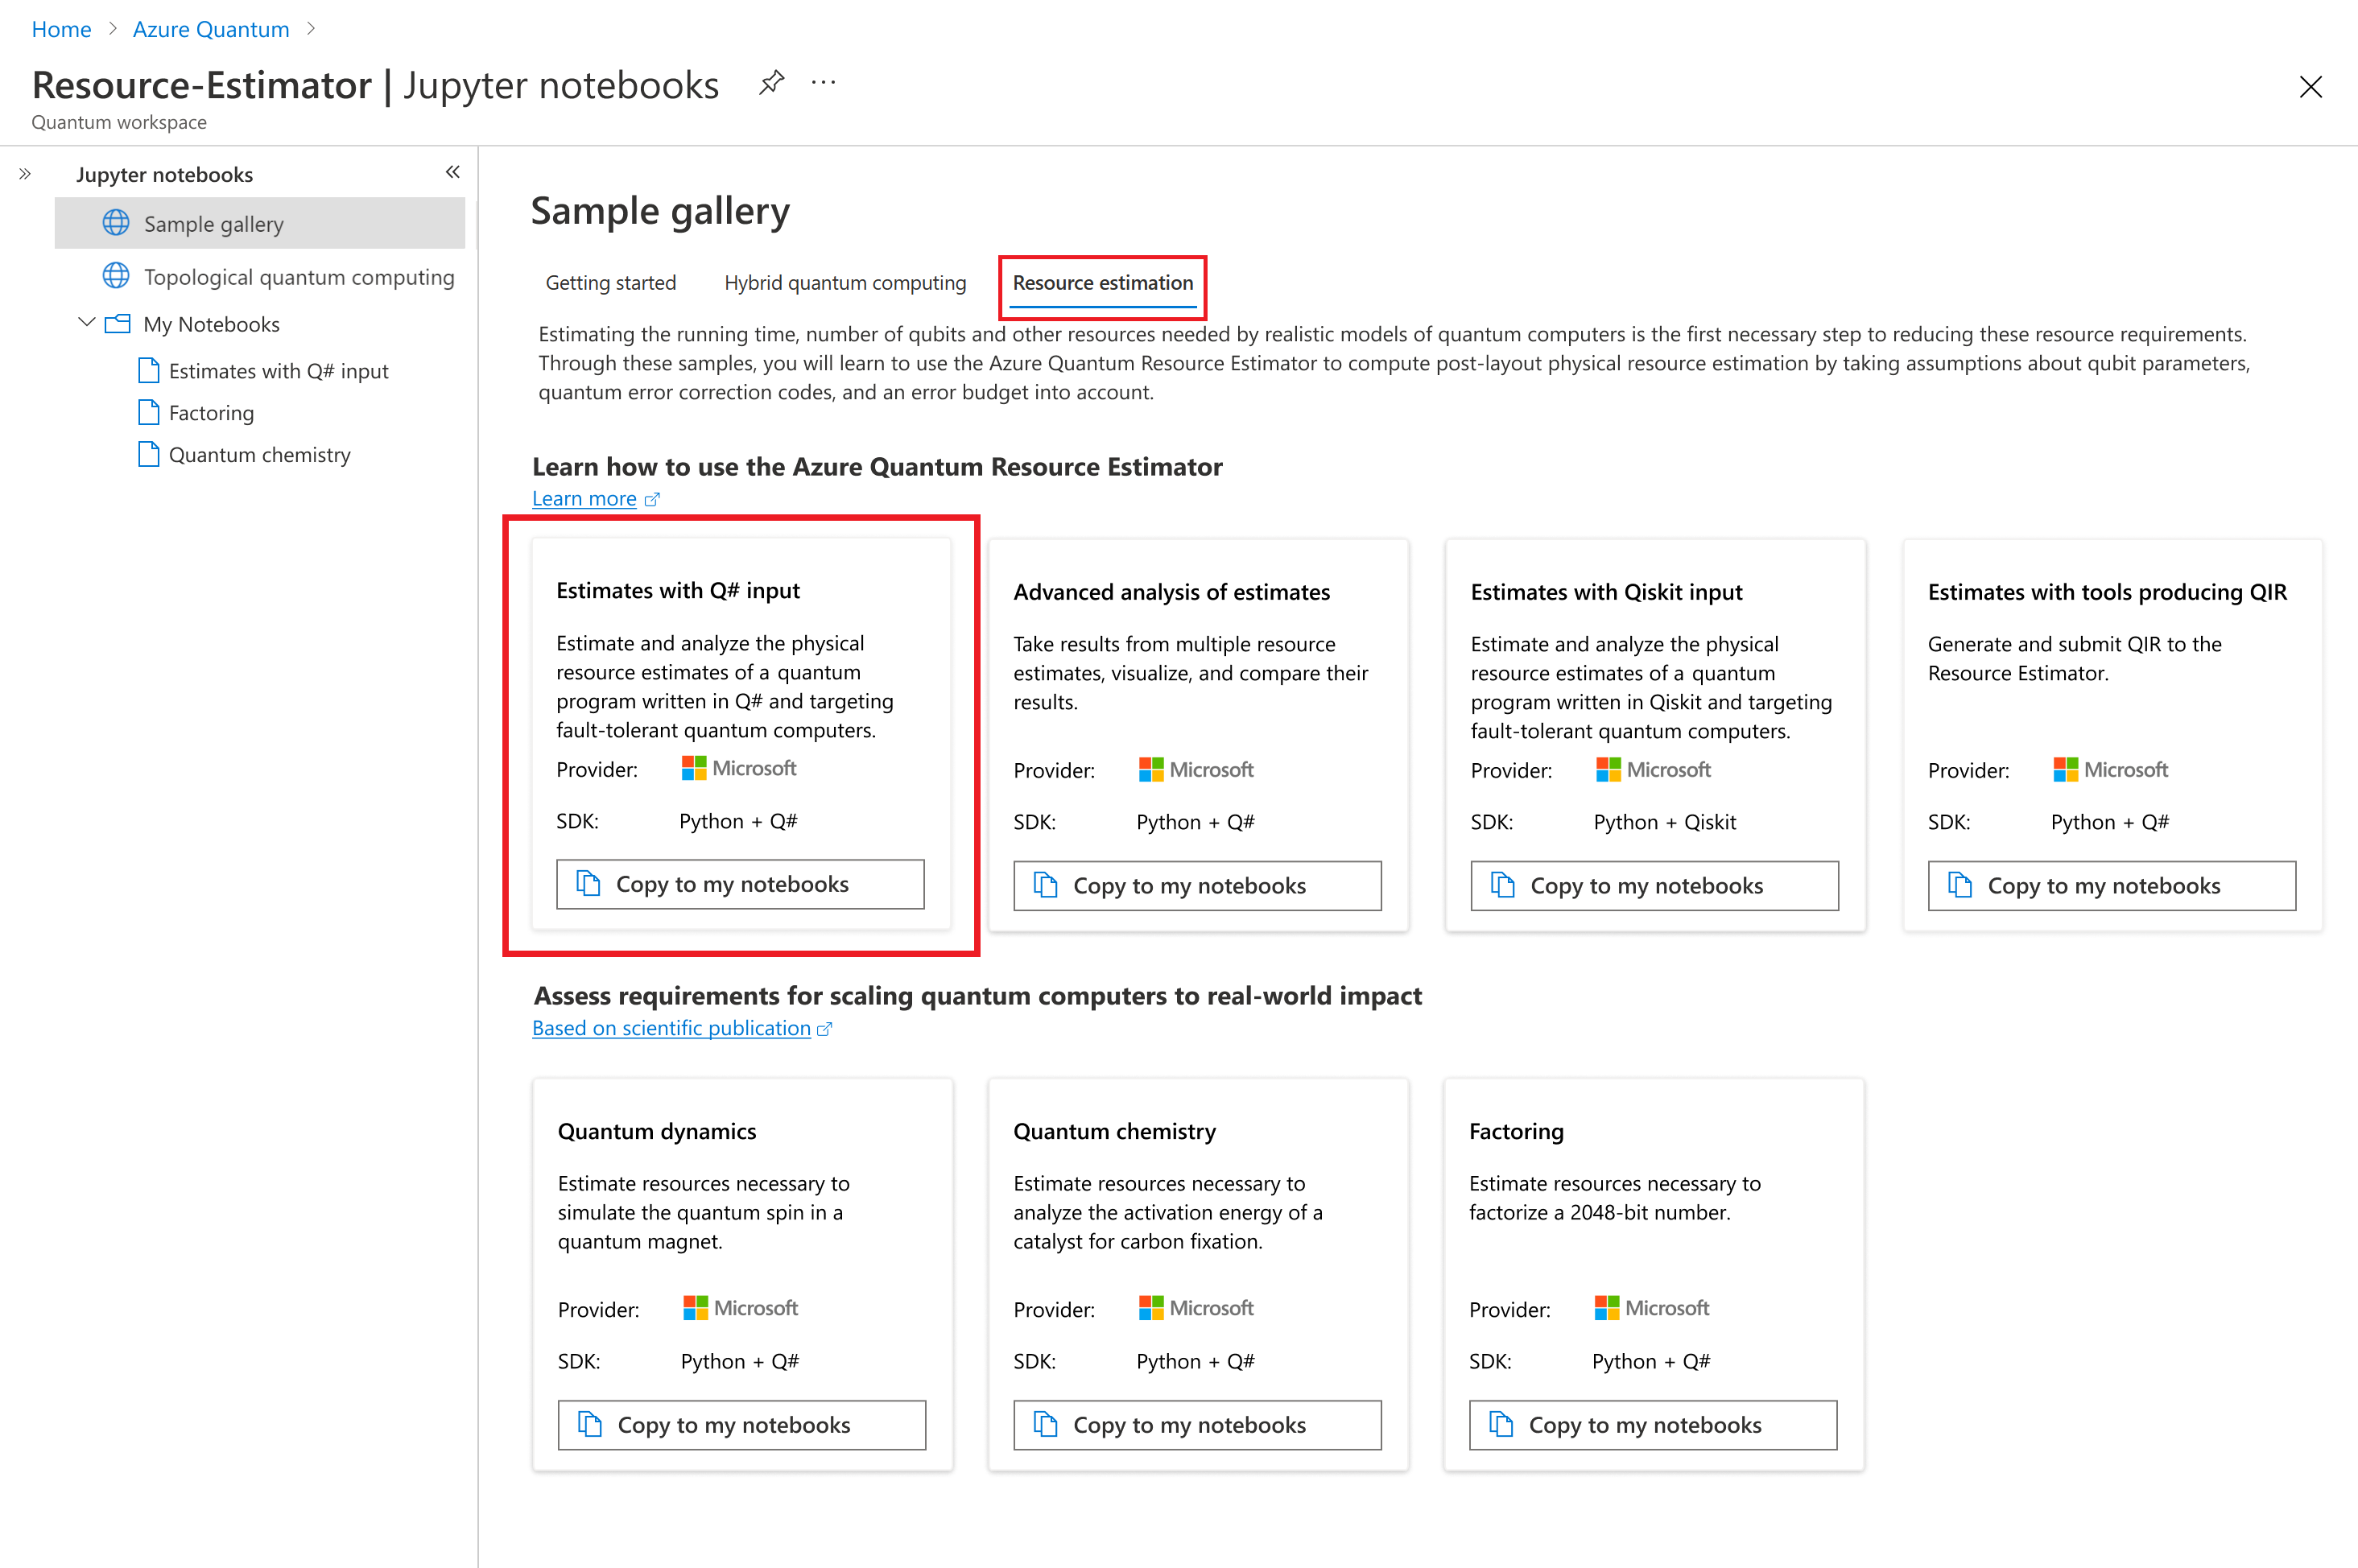 Home > Azure Quantum >
Resource-Estimator | Jupyter notebooks ...
Quantum workspace
Jupyter notebooks
Sample gallery
Topological quantum computing
My Notebooks
Estimates with Q# input
Factoring
Quantum chemistry
Sample gallery
Getting started Hybrid quantum computing Resource estimation
Estimating the running time, number of qubits and other resources needed by realistic models of quantum computers is the first necessary step to reducing these resource requirements.
Through these samples, you will learn to use the Azure Quantum Resource Estimator to compute post-layout physical resource estimation by taking assumptions about qubit parameters,
quantum error correction codes, and an error budget into account.
Learn how to use the Azure Quantum Resource Estimator
Learn more
Estimates with Q# input
Estimate and analyze the physical
resource estimates of a quantum
program written in Q# and targeting
fault-tolerant quantum computers.
Provider: Microsoft
SDK: Python + Q#
Copy to my notebooks
Advanced analysis of estimates
Take results from multiple resource
estimates, visualize, and compare their
results.
Provider: Microsoft
SDK: Python + Q#
Copy to my notebooks
Estimates with Qiskit input
Estimate and analyze the physical
resource estimates of a quantum
program written in Qiskit and targeting
fault-tolerant quantum computers.
Provider: Microsoft
SDK: Python + Qiskit
Copy to my notebooks
Estimates with tools producing QIR
Generate and submit QIR to the
Resource Estimator.
Provider: Microsoft
SDK: Python + Q#
Copy to my notebooks
Assess requirements for scaling quantum computers to real-world impact
Based on scientific publication
Quantum dynamics
Estimate resources necessary to
simulate the quantum spin in a
quantum magnet.
Provider: Microsoft
SDK: Python + Q#
Copy to my notebooks
Quantum chemistry
Estimate resources necessary to
analyze the activation energy of a
catalyst for carbon fixation.
Provider: Microsoft
SDK: Python + Q#
Copy to my notebooks
Factoring
Estimate resources necessary to
factorize a 2048-bit number.
Provider: Microsoft
SDK: Python + Q#
Copy to my notebooks